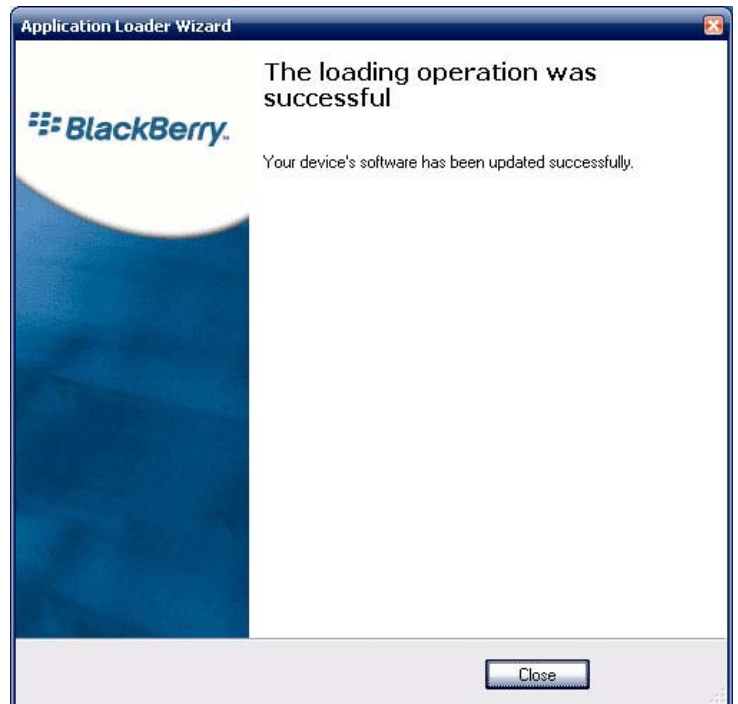 Application Loader Wizard
The loading operation was
successful
BlackBerry.
Your device's software has been updated successfully.
Close